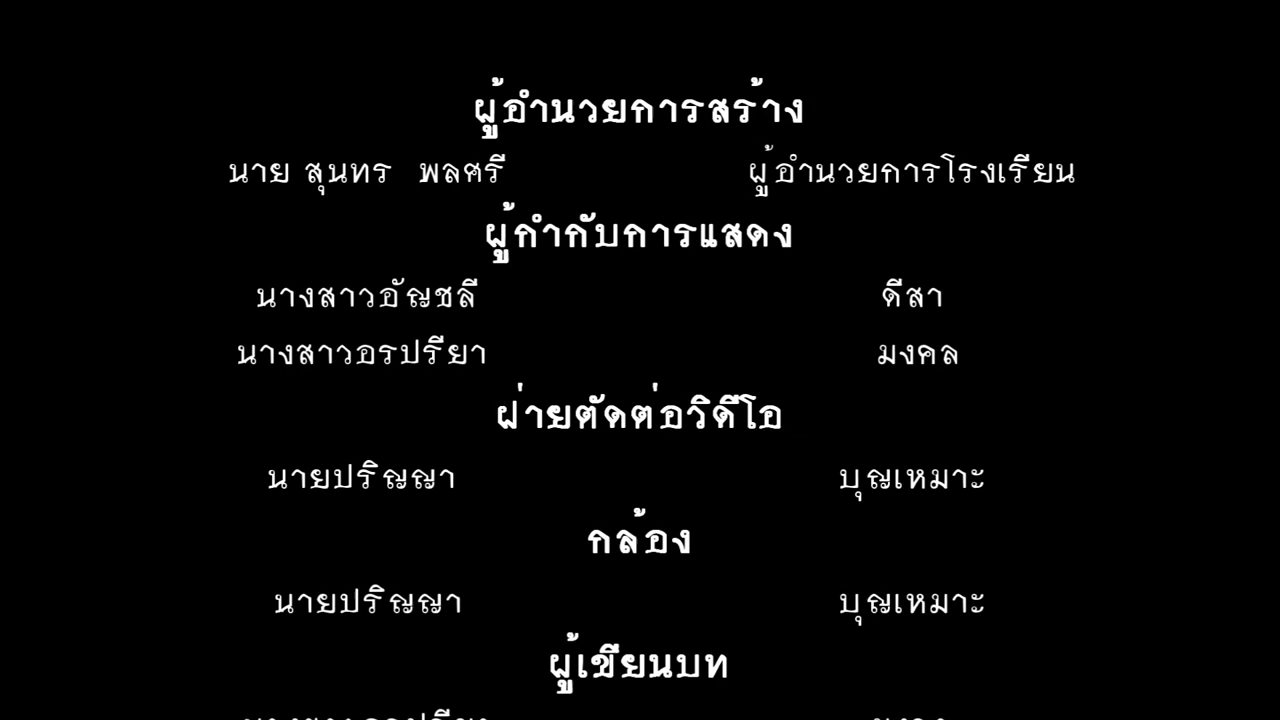 ผู้อำนวยการสร้าง
นาย สุนทร พลศรี ผู้อำนวยการโรงเรียน
ผู้กำกับการแสดง
นางสาวอัญชลี ดีสา
นางสาวอรปรียา มงคล
ฝ่ายตัดต่อวิดีโอ
นายปริญญา บุญเหมาะ
กล้อง
นายปริญญา บุญเหมาะ
ผู้เขียนบท